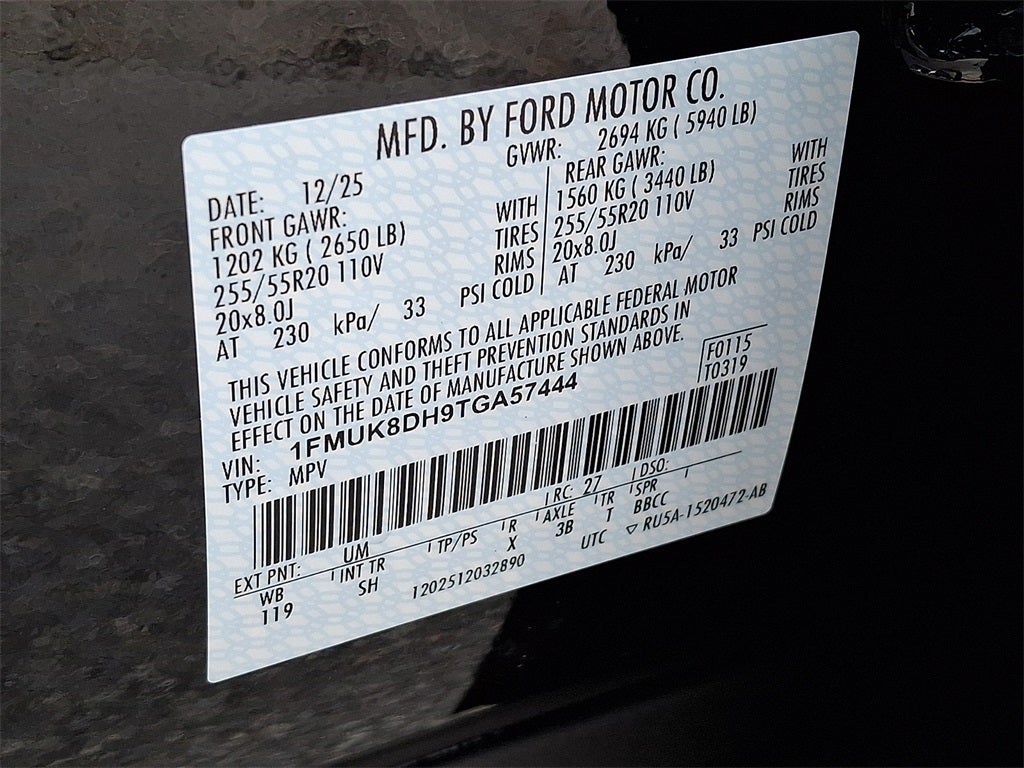 MFD. BY FORD MOTOR CO.
DATE: 12/25 GVWR: 2694 KG ( 5940 LB)
FRONT GAWR: REAR GAWR:
1202 KG ( 2650 LB) WITH 1560 KG ( 3440 LB) WITH
255/55R20 110V TIRES 255/55R20 110V TIRES
20x8.0J RIMS 20x8.0J RIMS
AT 230 kPa/ 33 PSI COLD AT 230 kPa/ 33 PSI COLD
THIS VEHICLE CONFORMS TO ALL APPLICABLE FEDERAL MOTOR
VEHICLE SAFETY AND THEFT PREVENTION STANDARDS IN
EFFECT ON THE DATE OF MANUFACTURE SHOWN ABOVE.
F0115
T0319
VIN: 1FMUK8DH9TGA57444
TYPE: MPV
EXT PNT: UM RC: 27 DSO:
WB INT TR TP/PS R AXLE TR SPR
119 SH X 3B T BBCC
1202512032890 UTC ▽ RU5A-1520472-AB